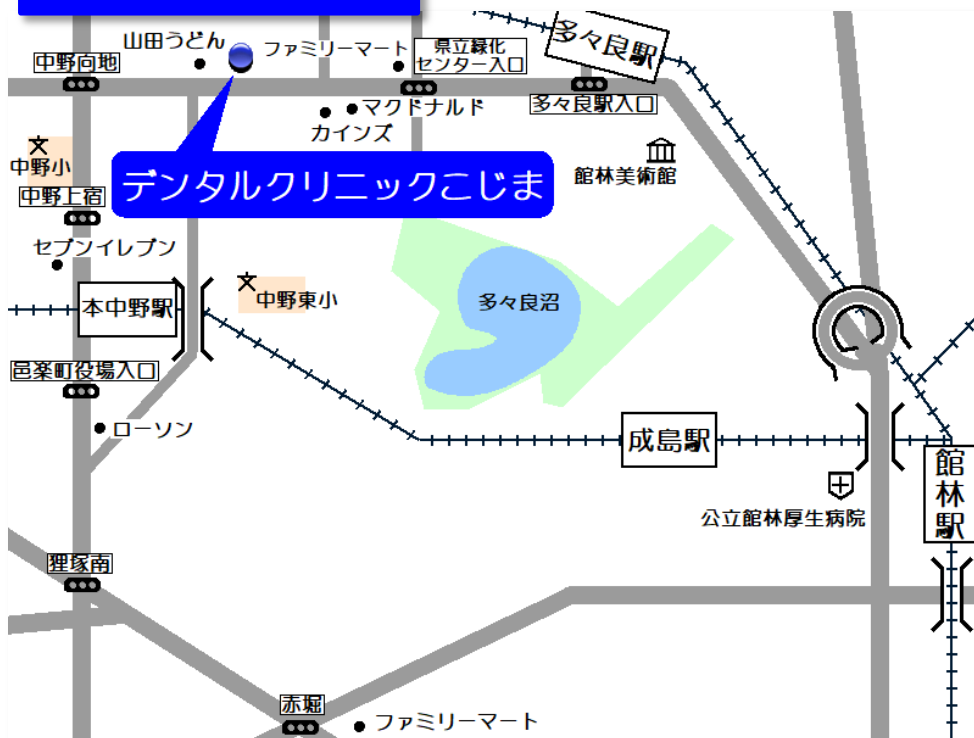 多々良駅
山田うどん
ファミリーマート
県立緑化
センター入口
中野向地
多々良駅入口
マクドナルド
カインズ
中野小
館林美術館
デンタルクリニックこじま
中野上宿
セブンイレブン
中野東小
本中野駅
多々良沼
邑楽町役場入口
ローソン
成島駅
館林駅
公立館林厚生病院
狸塚南
赤堀
ファミリーマート